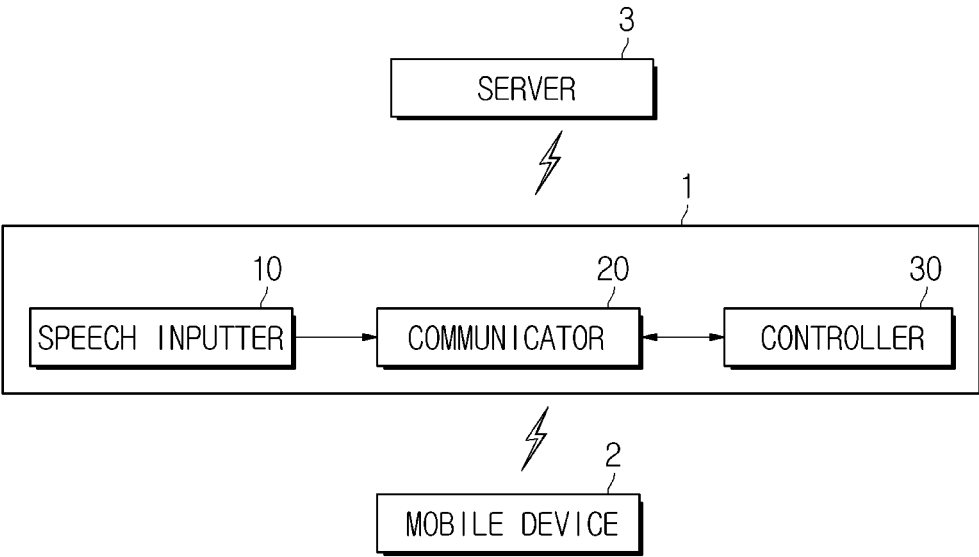 3
SERVER
1
10
20
30
SPEECH INPUTTER
COMMUNICATOR
CONTROLLER
2
MOBILE DEVICE